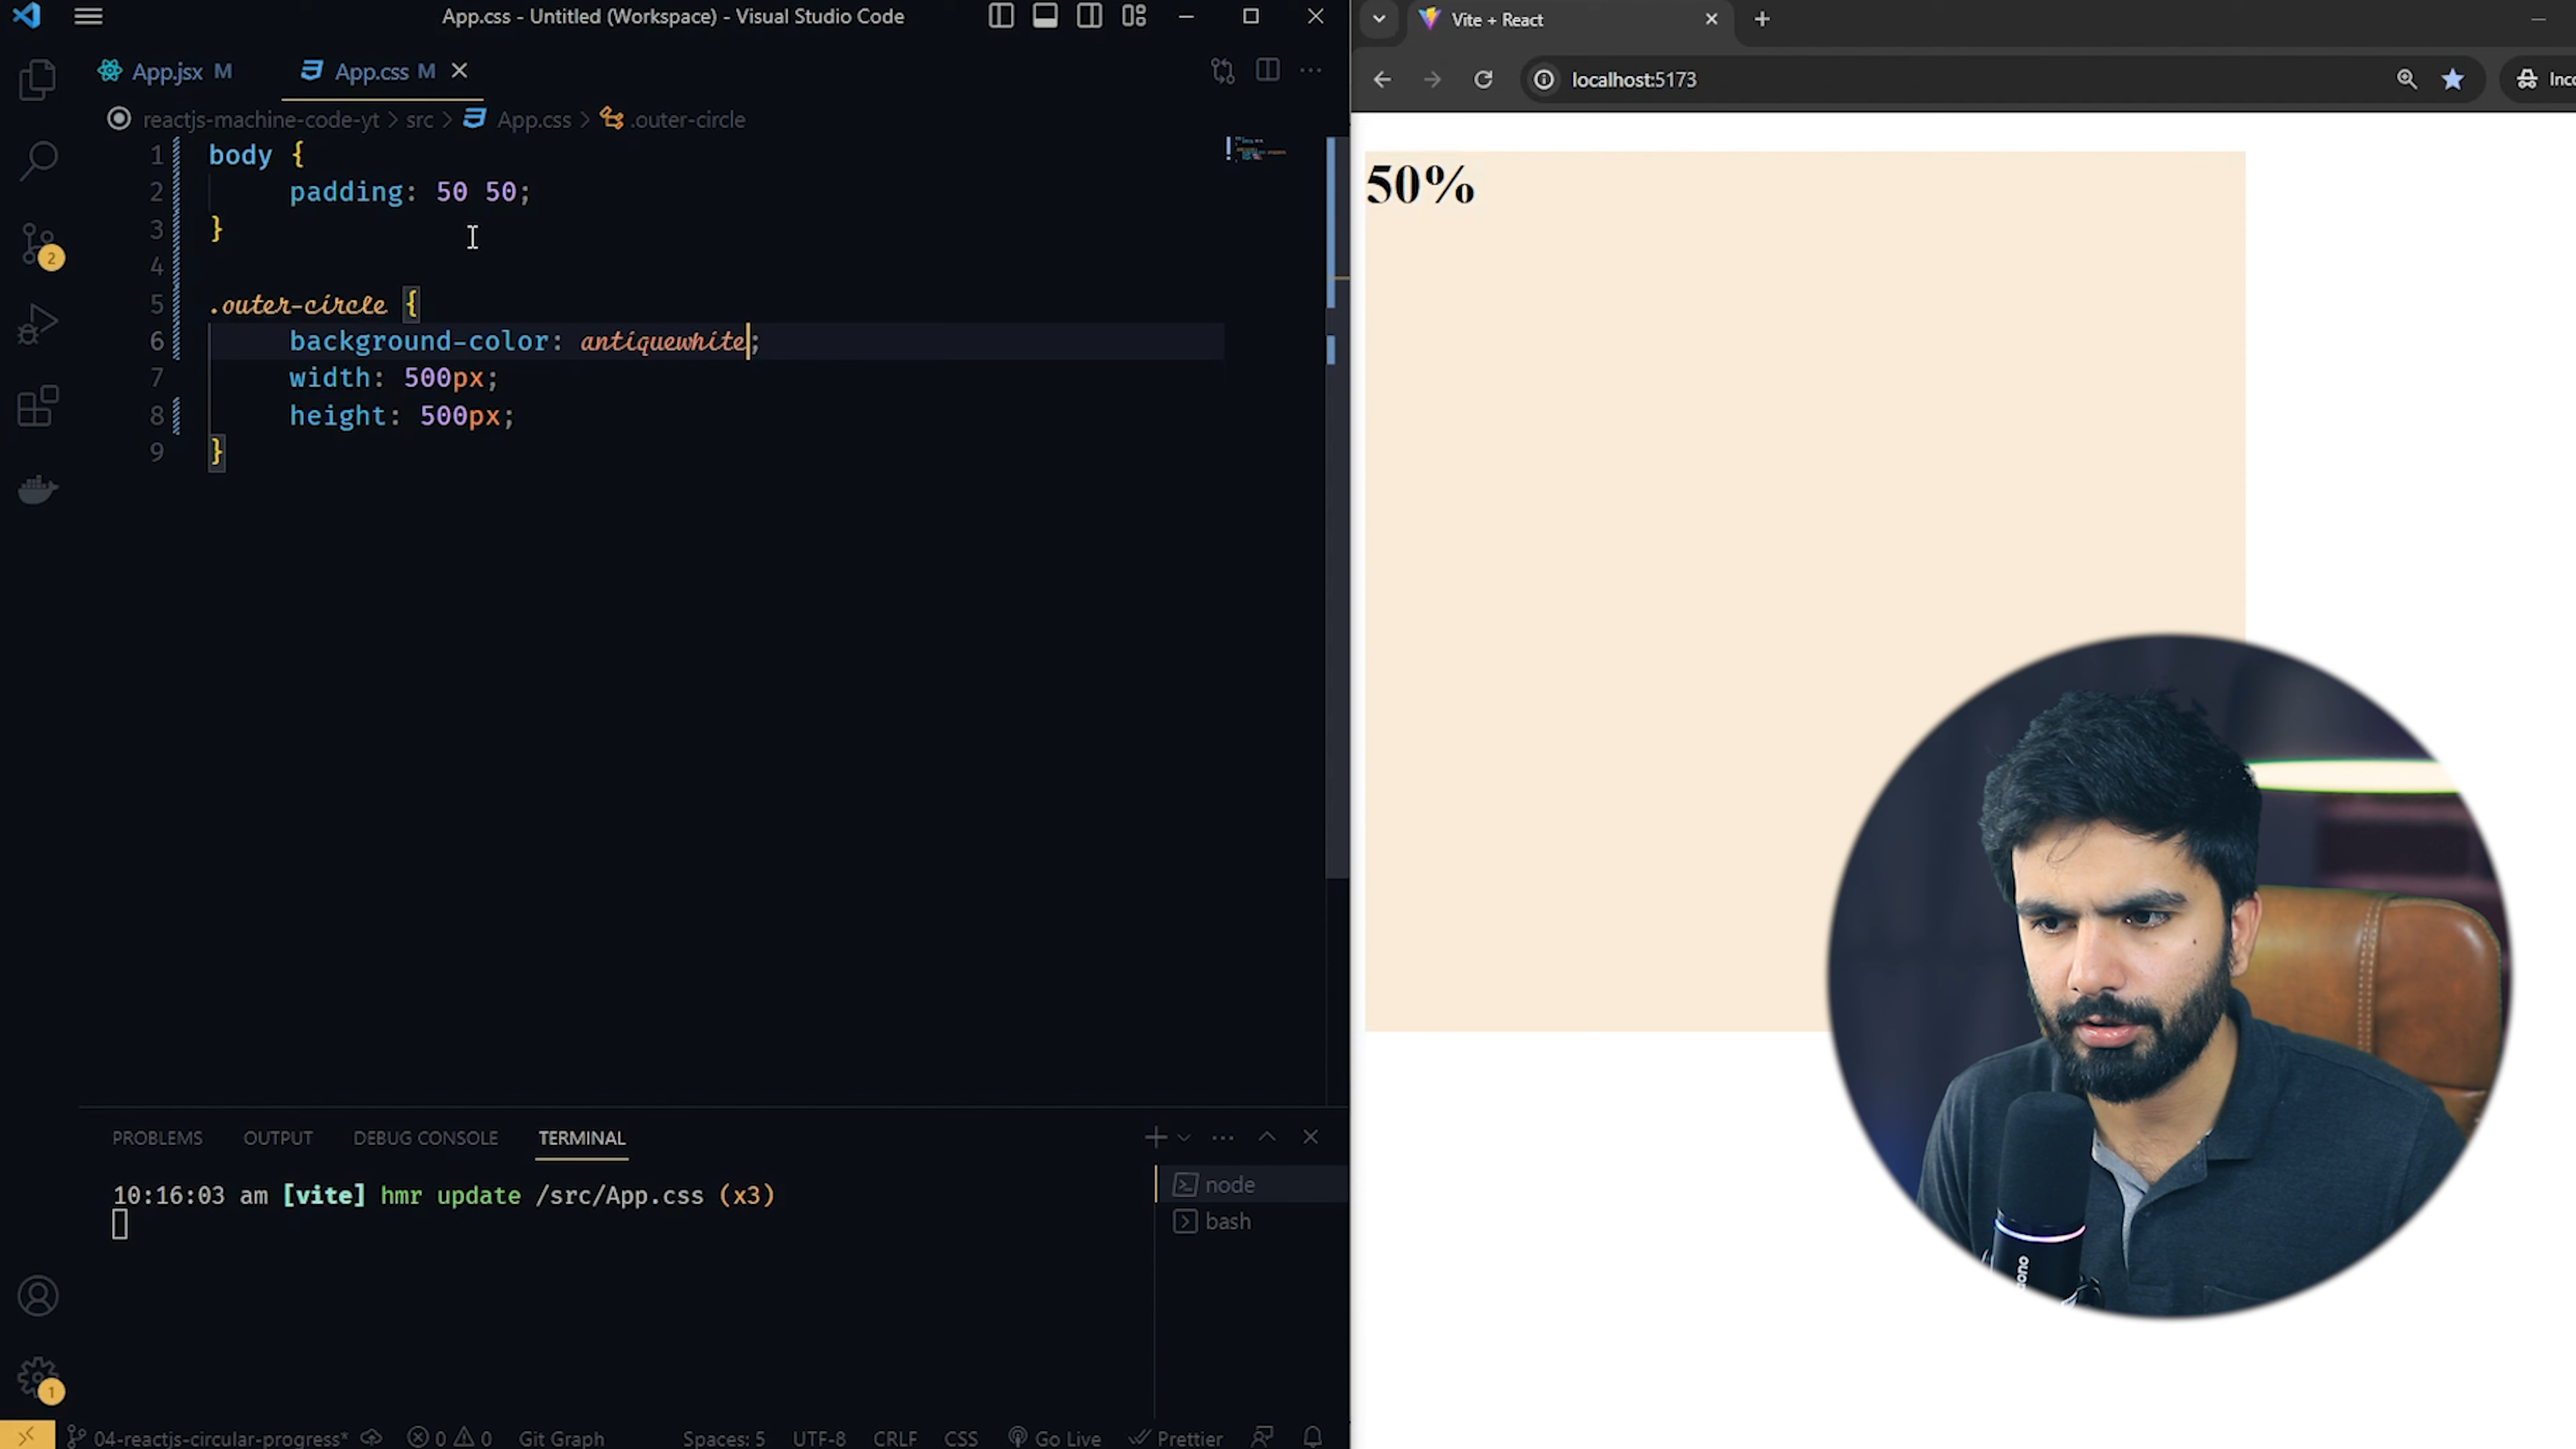 App.css - Untitled (Workspace) - Visual Studio Code
App.jsx M
App.css M
reactjs-machine-code-yt > src > App.css > .outer-circle
1 body {
2 padding: 50 50;
3 }
4
5 .outer-circle {
6 background-color: antiquewhite;
7 width: 500px;
8 height: 500px;
9 }
2
1
PROBLEMS OUTPUT DEBUG CONSOLE TERMINAL
10:16:03 am [vite] hmr update /src/App.css (x3)
node
bash
04-reactjs-circular-progress* 0 0 Git Graph Spaces: 5 UTF-8 CRLF CSS Go Live Prettier
Vite + React
localhost:5173
50%